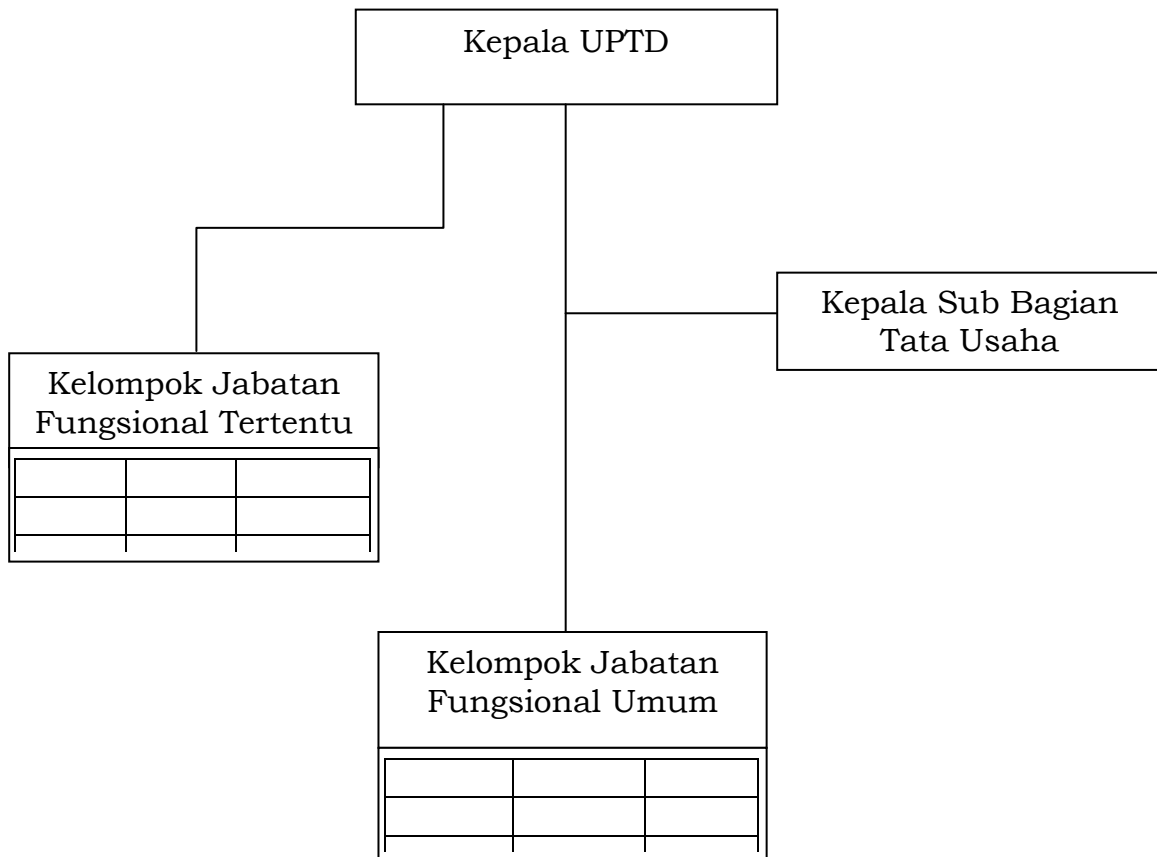 Kepala UPTD
Kepala Sub Bagian
Tata Usaha
Kelompok Jabatan
Fungsional Tertentu
Kelompok Jabatan
Fungsional Umum